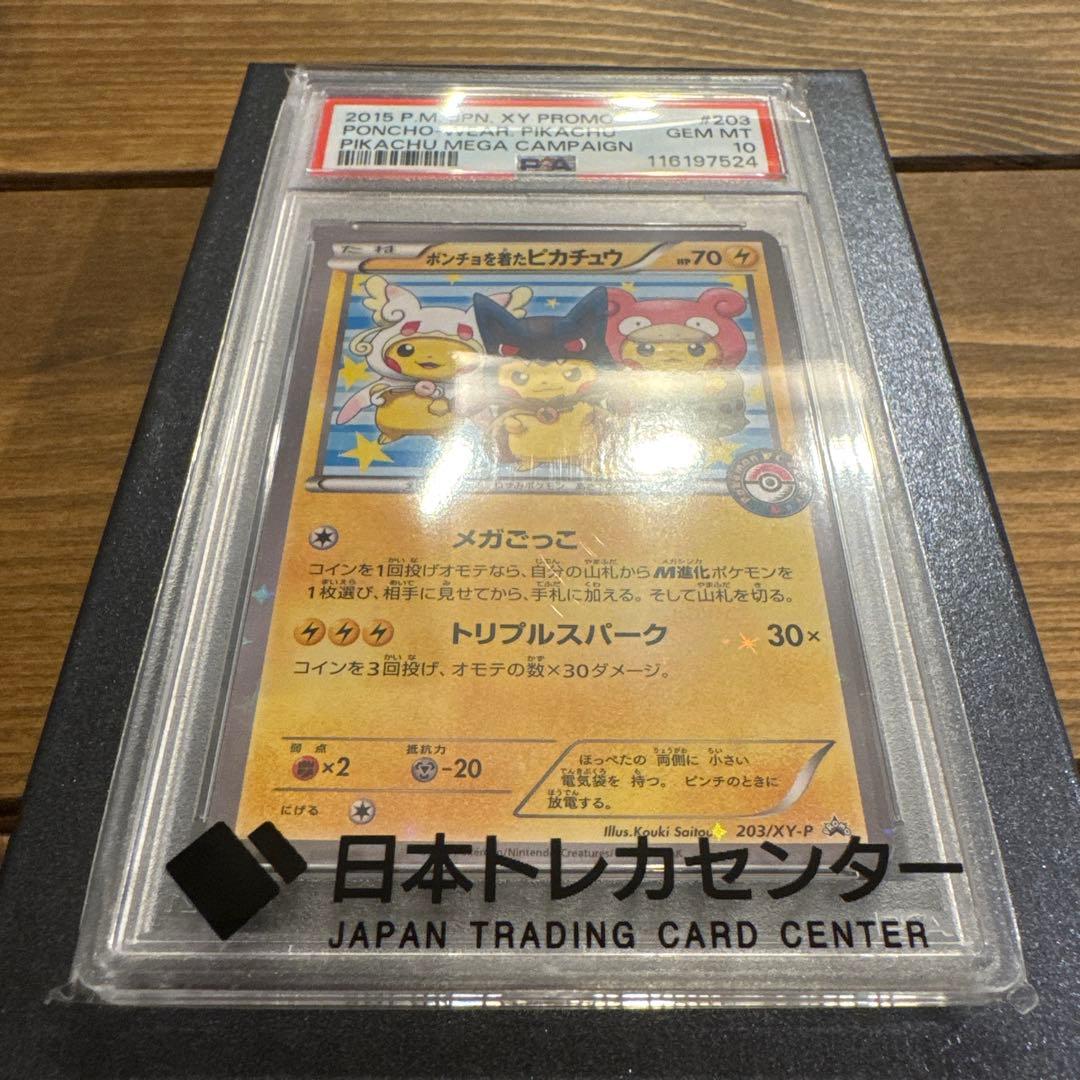 2015 P.M. JPN. XY PROMO #203
PONCHO-WEAR. PIKACHU GEM MT
PIKACHU MEGA CAMPAIGN 10
PSA 116197524
たね ポンチョを着たピカチュウ HP70
メガごっこ
コインを1回投げオモテなら、自分の山札からM進化ポケモンを
1枚選び、相手に見せてから、手札に加える。そして山札を切る。
トリプルスパーク 30×
コインを3回投げ、オモテの数×30ダメージ。
弱点 抵抗力
×2 -20
ほっぺたの 両側に 小さい
電気袋を 持つ。 ピンチのときに
放電する。
にげる
Illus.Kouki Saitou 203/XY-P
日本トレカセンター
JAPAN TRADING CARD CENTER